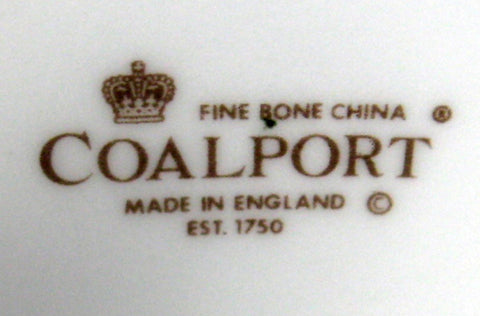 FINE BONE CHINA ®
COALPORT
MADE IN ENGLAND ©
EST. 1750